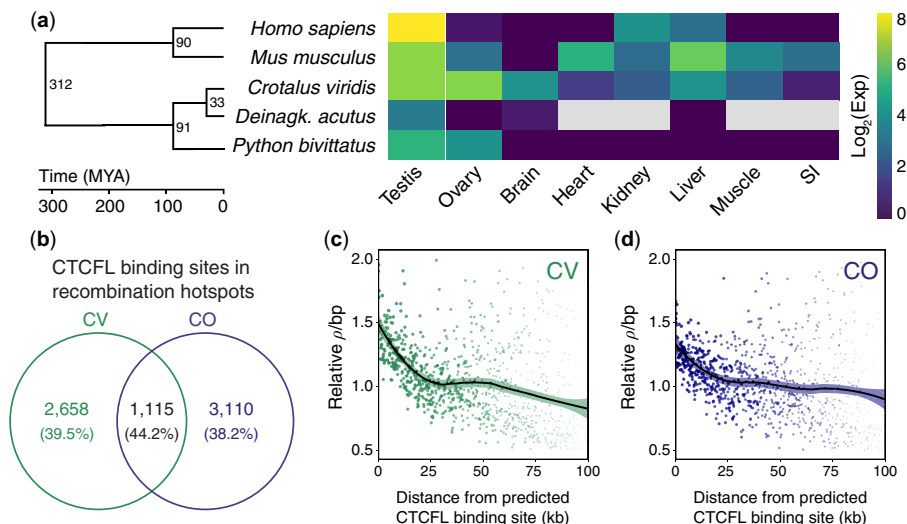 (a)
Homo sapiens
Mus musculus
Crotalus viridis
Deinagk. acutus
Python bivittatus
90
312
33
91
Time (MYA)
300 200 100 0
Testis Ovary Brain Heart Kidney Liver Muscle SI
Log2(Exp)
8
6
4
2
0
(b)
CTCFL binding sites in
recombination hotspots
CV CO
2,658 1,115 3,110
(39.5%) (44.2%) (38.2%)
(c)
CV
Relative ρ/bp
2.0
1.5
1.0
0.5
0 25 50 75 100
Distance from predicted
CTCFL binding site (kb)
(d)
CO
Relative ρ/bp
2.0
1.5
1.0
0.5
0 25 50 75 100
Distance from predicted
CTCFL binding site (kb)